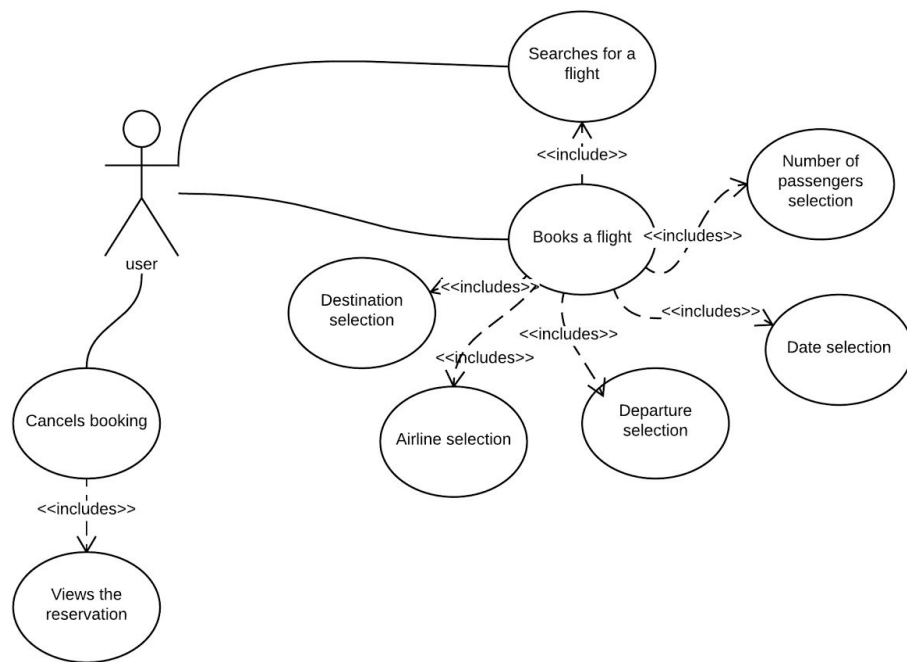 Searches for a
flight
<<include>>
Number of
passengers
selection
Books a flight
<<includes>>
user
<<includes>>
Destination
selection
<<includes>>
<<includes>>
<<includes>>
Date selection
Cancels booking
Airline selection
Departure
selection
<<includes>>
Views the
reservation